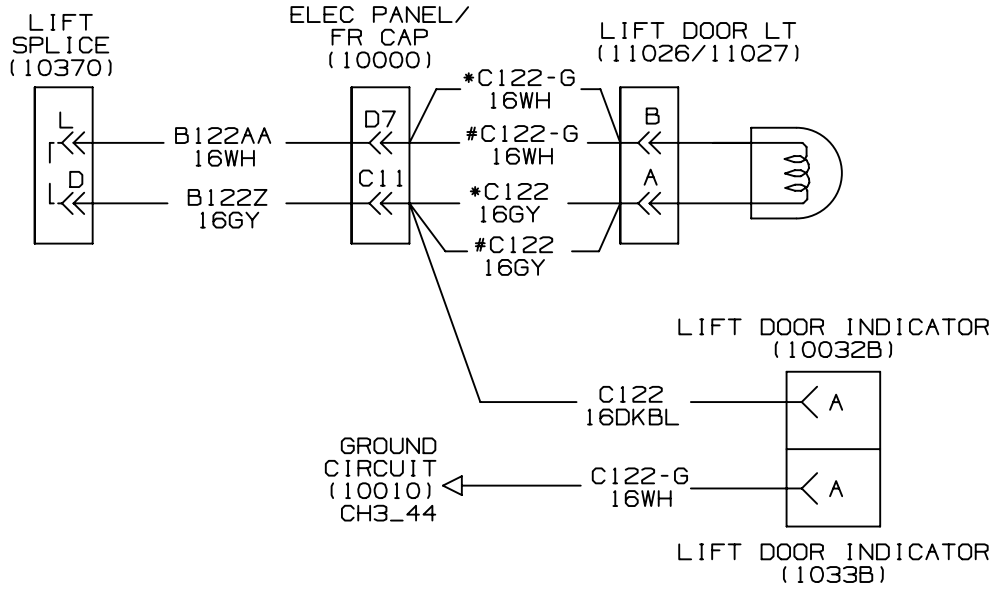 LIFT
SPLICE
(10370)
ELEC PANEL/
FR CAP
(10000)
LIFT DOOR LT
(11026/11027)
*C122-G
16WH
L
B122AA
16WH
D7
#C122-G
16WH
B
D
B122Z
16GY
C11
*C122
16GY
A
#C122
16GY
LIFT DOOR INDICATOR
(10032B)
C122
16DKBL
A
GROUND
CIRCUIT
(10010)
CH3_44
C122-G
16WH
A
LIFT DOOR INDICATOR
(1033B)